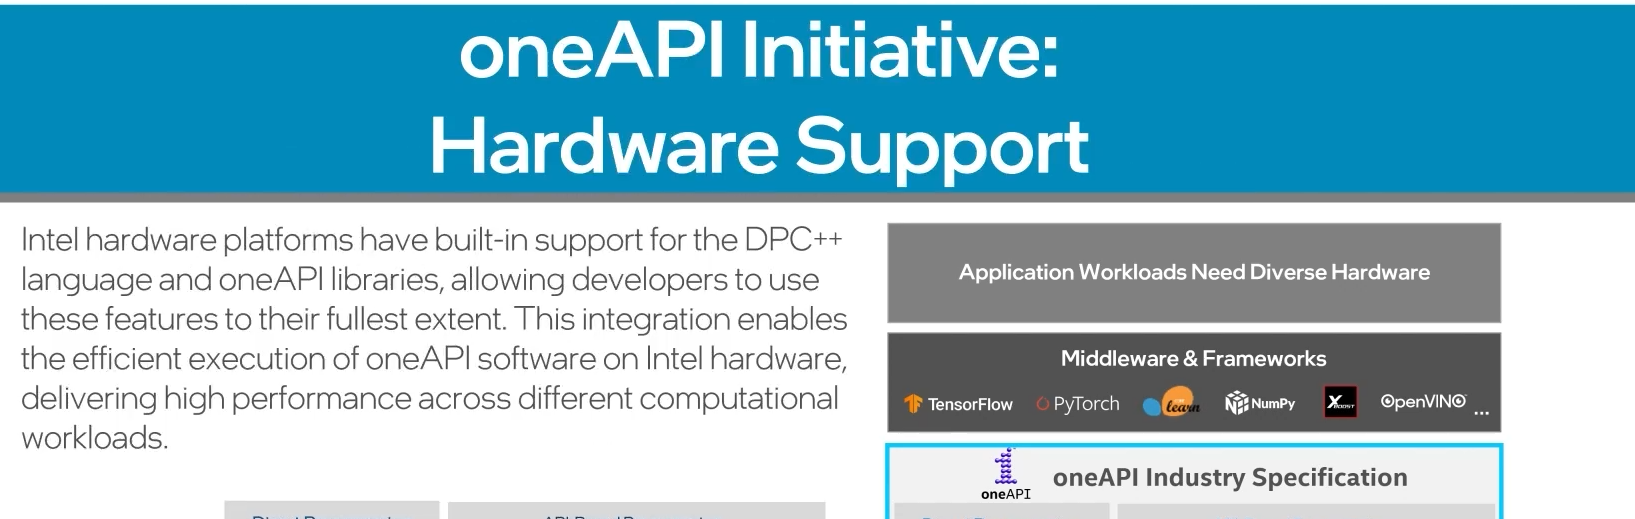 oneAPI Initiative:
Hardware Support
Intel hardware platforms have built-in support for the DPC++
language and oneAPI libraries, allowing developers to use
these features to their fullest extent. This integration enables
the efficient execution of oneAPI software on Intel hardware,
delivering high performance across different computational
workloads.
Application Workloads Need Diverse Hardware
Middleware & Frameworks
TensorFlow PyTorch learn NumPy XBOOST OpenVINO ...
oneAPI oneAPI Industry Specification